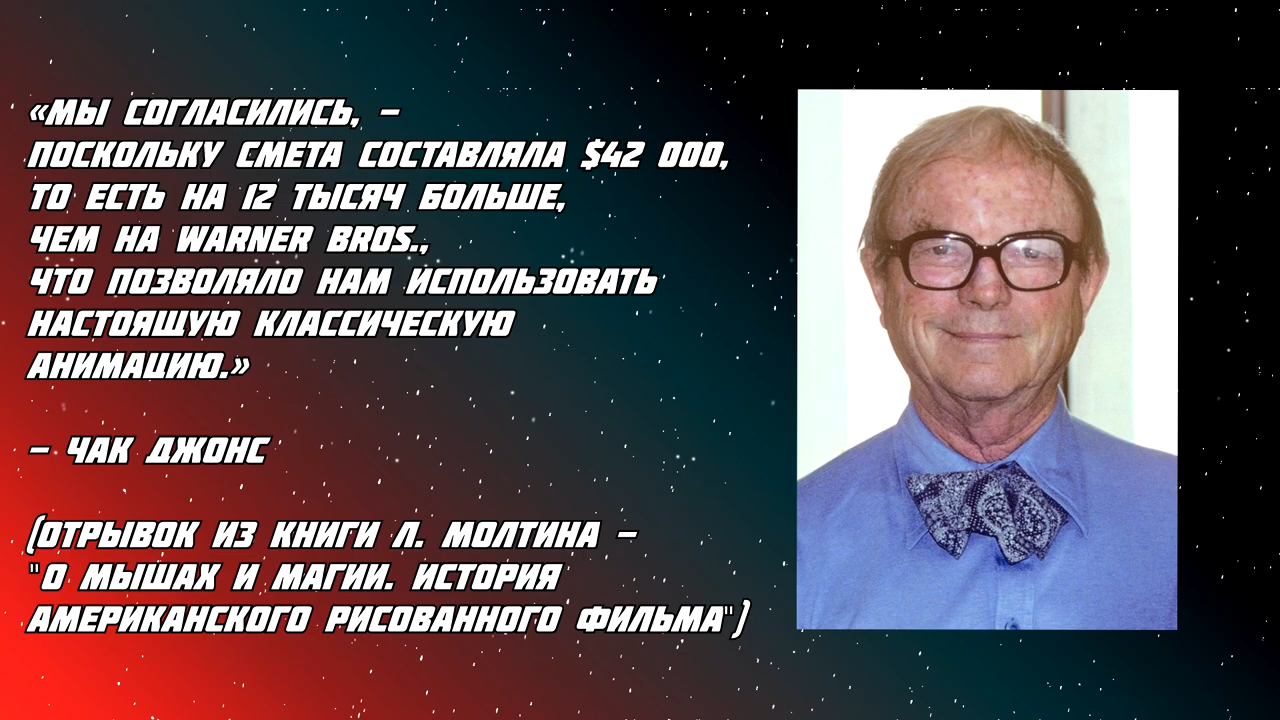 «МЫ СОГЛАСИЛИСЬ, –
ПОСКОЛЬКУ СМЕТА СОСТАВЛЯЛА $42 000,
ТО ЕСТЬ НА 12 ТЫСЯЧ БОЛЬШЕ,
ЧЕМ НА WARNER BROS.,
ЧТО ПОЗВОЛЯЛО НАМ ИСПОЛЬЗОВАТЬ
НАСТОЯЩУЮ КЛАССИЧЕСКУЮ
АНИМАЦИЮ.»
– ЧАК ДЖОНС
(ОТРЫВОК ИЗ КНИГИ Л. МОЛТИНА –
"О МЫШАХ И МАГИИ. ИСТОРИЯ
АМЕРИКАНСКОГО РИСОВАННОГО ФИЛЬМА")